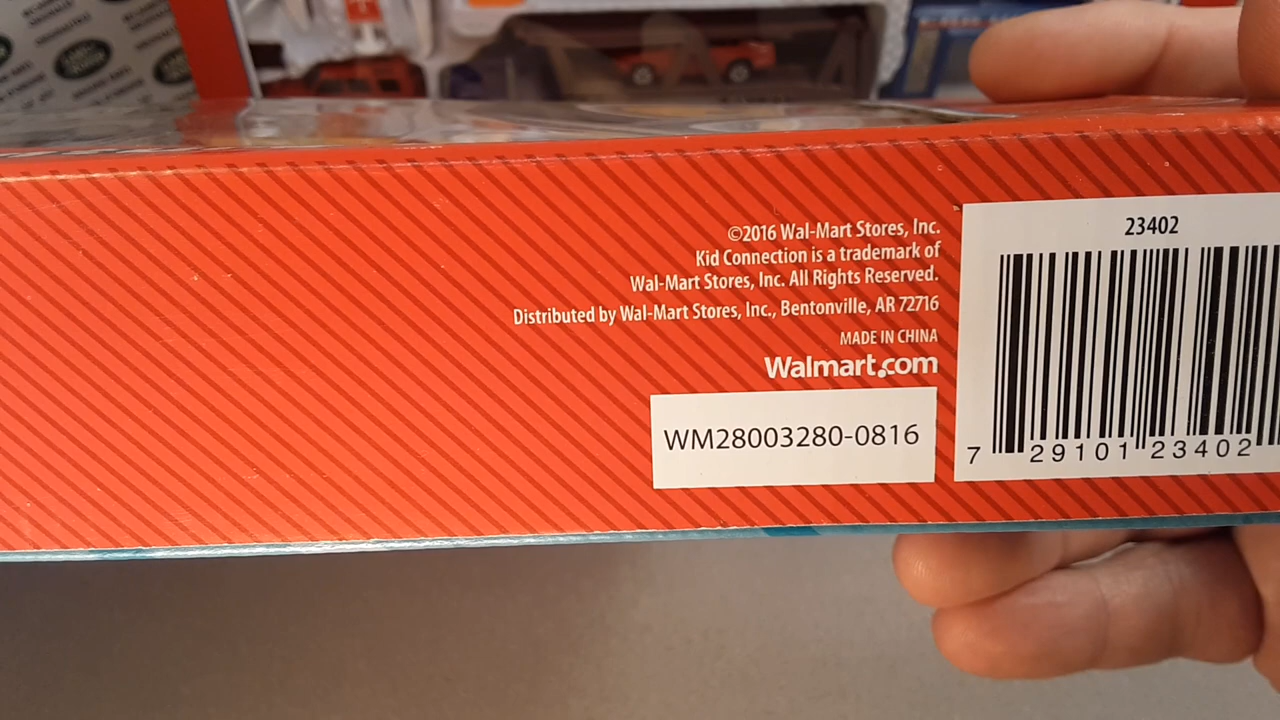 ©2016 Wal-Mart Stores, Inc.
Kid Connection is a trademark of
Wal-Mart Stores, Inc. All Rights Reserved.
Distributed by Wal-Mart Stores, Inc., Bentonville, AR 72716
MADE IN CHINA
Walmart.com
WM28003280-0816
23402
7 29101 23402